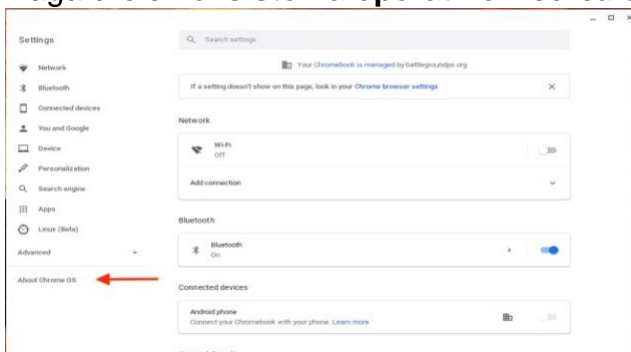 Settings
Search settings
Network
Bluetooth
Connected devices
You and Google
Device
Personalization
Search engine
Apps
Linux (Beta)
Advanced
About Chrome OS
Your Chromebook is managed by battlegroundps.org
If a setting doesn't show on this page, look in your Chrome browser settings
Network
Wi-Fi
Off
Add connection
Bluetooth
Bluetooth
On
Connected devices
Android phone
Connect your Chromebook with your phone. Learn more